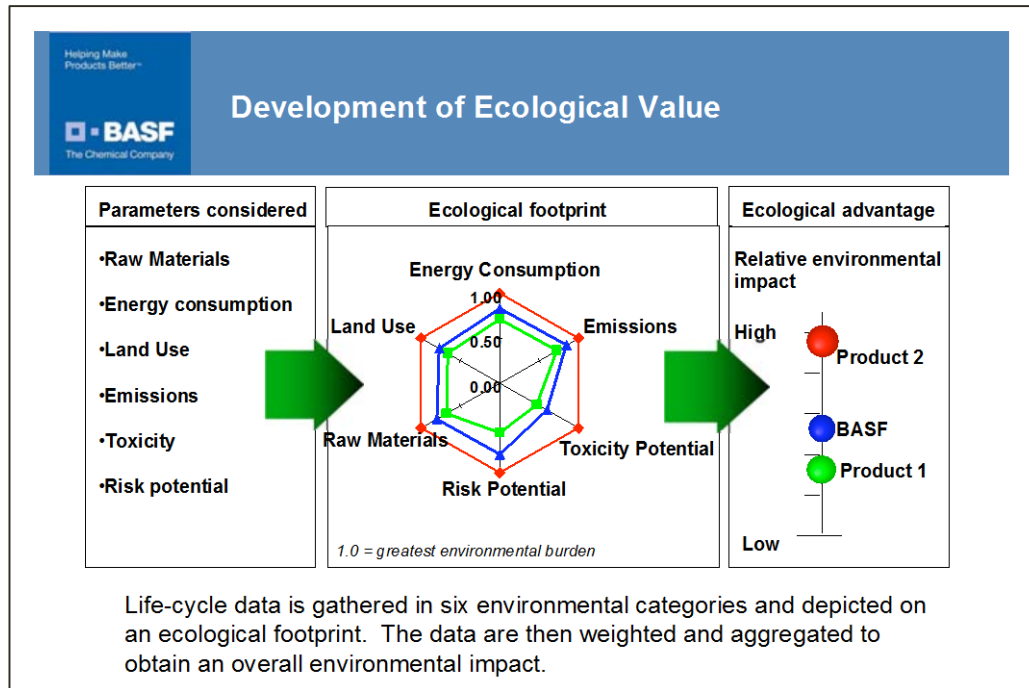 Helping Make
Products Better™
BASF
The Chemical Company
Development of Ecological Value
Parameters considered
•Raw Materials
•Energy consumption
•Land Use
•Emissions
•Toxicity
•Risk potential
Ecological footprint
Energy Consumption
1.00
Land Use
Emissions
0.50
0.00
Raw Materials
Toxicity Potential
Risk Potential
1.0 = greatest environmental burden
Ecological advantage
Relative environmental
impact
High
Product 2
BASF
Product 1
Low
Life-cycle data is gathered in six environmental categories and depicted on
an ecological footprint.  The data are then weighted and aggregated to
obtain an overall environmental impact.